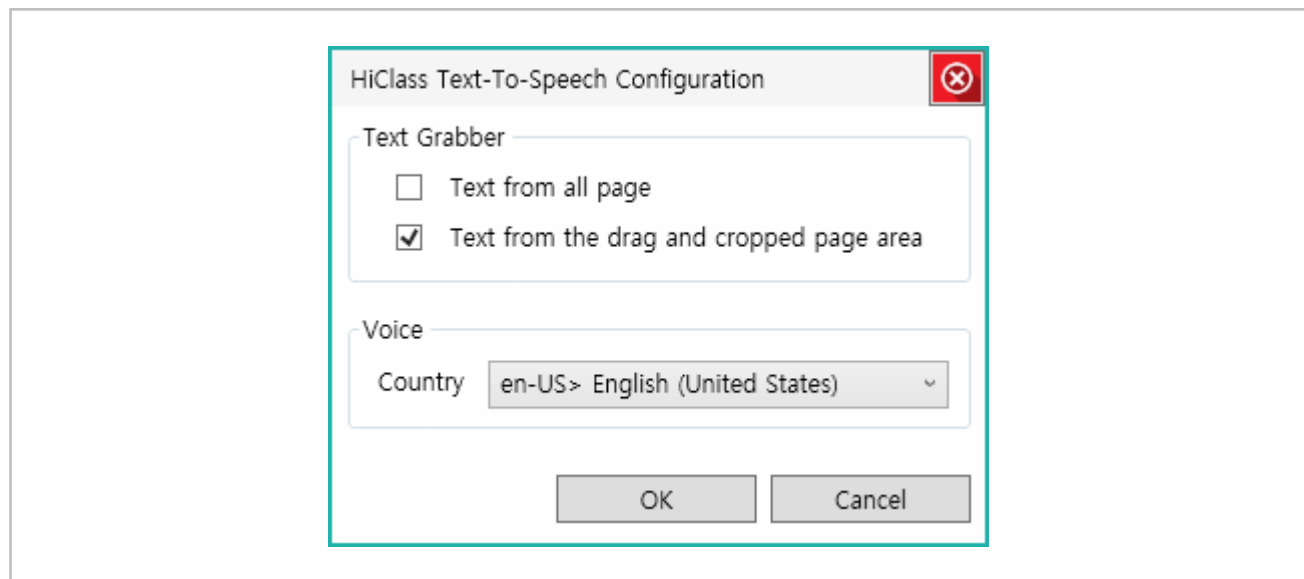 HiClass Text-To-Speech Configuration
Text Grabber
Text from all page
Text from the drag and cropped page area
Voice
Country en-US> English (United States)
OK Cancel